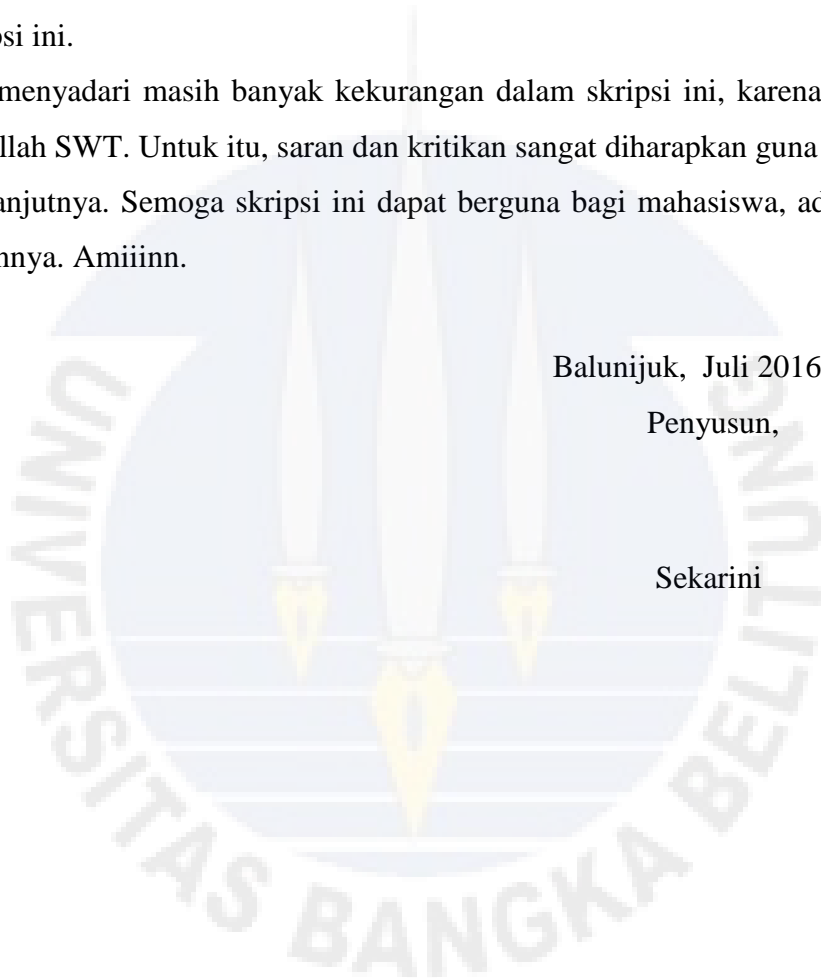 si ini.
menyadari masih banyak kekurangan dalam skripsi ini, karena
llah SWT. Untuk itu, saran dan kritikan sangat diharapkan guna
anjutnya. Semoga skripsi ini dapat berguna bagi mahasiswa, ad
nnya. Amiiinn.
Balunijuk, Juli 2016
Penyusun,
Sekarini
UNIVERSITAS BANGKA BELITUNG